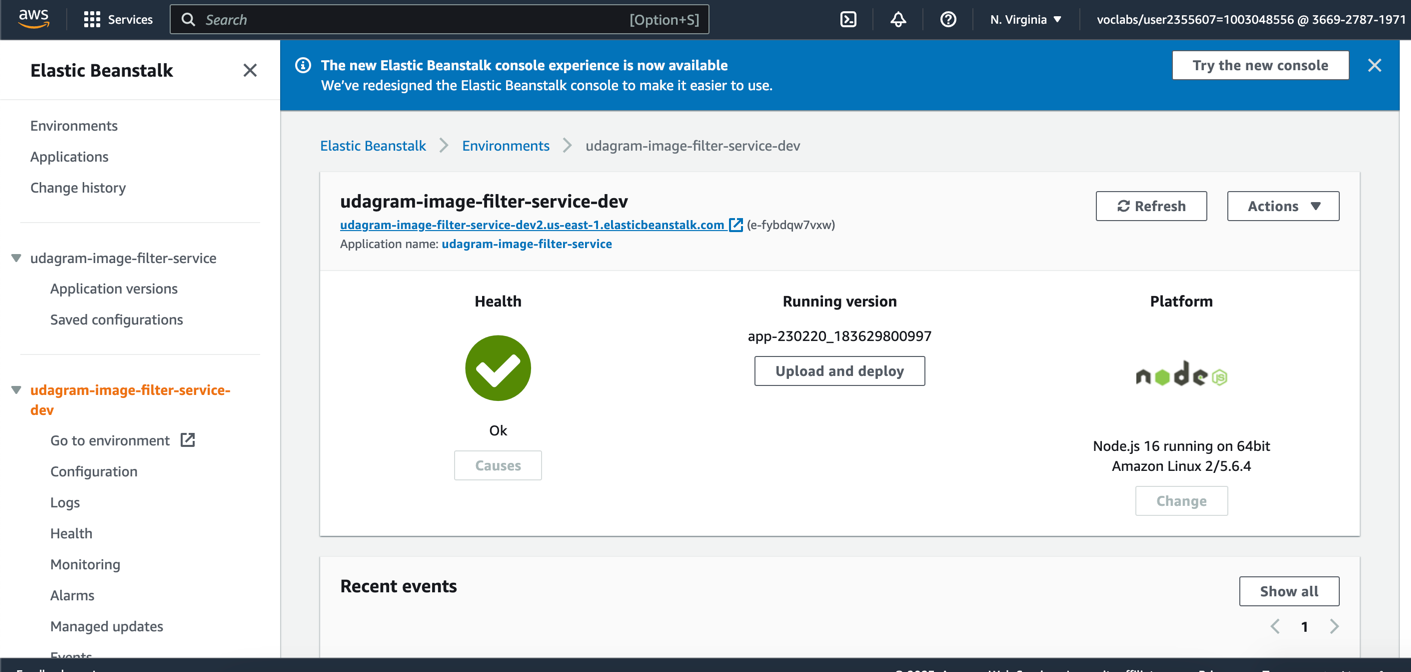 aws
Services
Search
[Option+S]
N. Virginia
voclabs/user2355607=1003048556 @ 3669-2787-1971
Elastic Beanstalk
Environments
Applications
Change history
udagram-image-filter-service
Application versions
Saved configurations
udagram-image-filter-service-
dev
Go to environment
Configuration
Logs
Health
Monitoring
Alarms
Managed updates
Events
The new Elastic Beanstalk console experience is now available
We've redesigned the Elastic Beanstalk console to make it easier to use.
Try the new console
Elastic Beanstalk
Environments
udagram-image-filter-service-dev
udagram-image-filter-service-dev
udagram-image-filter-service-dev2.us-east-1.elasticbeanstalk.com (e-fybdqw7vxw)
Application name: udagram-image-filter-service
Refresh
Actions
Health
Ok
Causes
Running version
app-230220_183629800997
Upload and deploy
Platform
node
JS
Node.js 16 running on 64bit
Amazon Linux 2/5.6.4
Change
Recent events
Show all
1